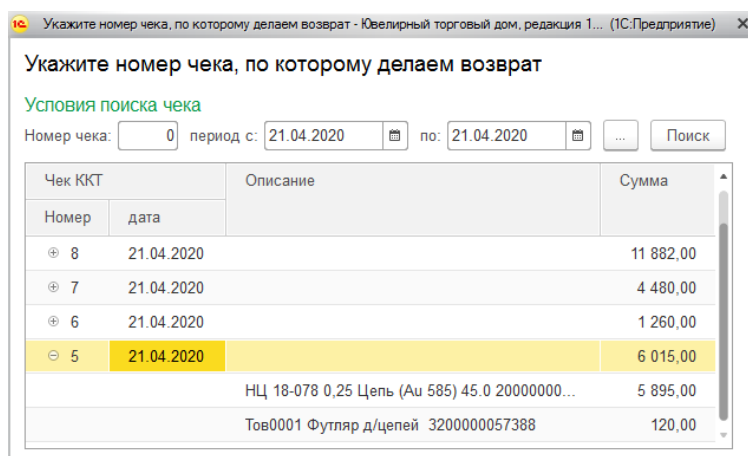 1С Укажите номер чека, по которому делаем возврат - Ювелирный торговый дом, редакция 1... (1С:Предприятие)
Укажите номер чека, по которому делаем возврат
Условия поиска чека
Номер чека: 0 период с: 21.04.2020 по: 21.04.2020 ... Поиск
Чек ККТ Описание Сумма
Номер дата
8 21.04.2020 11 882,00
7 21.04.2020 4 480,00
6 21.04.2020 1 260,00
5 21.04.2020 6 015,00
НЦ 18-078 0,25 Цепь (Au 585) 45.0 20000000... 5 895,00
Тов0001 Футляр д/цепей 3200000057388 120,00